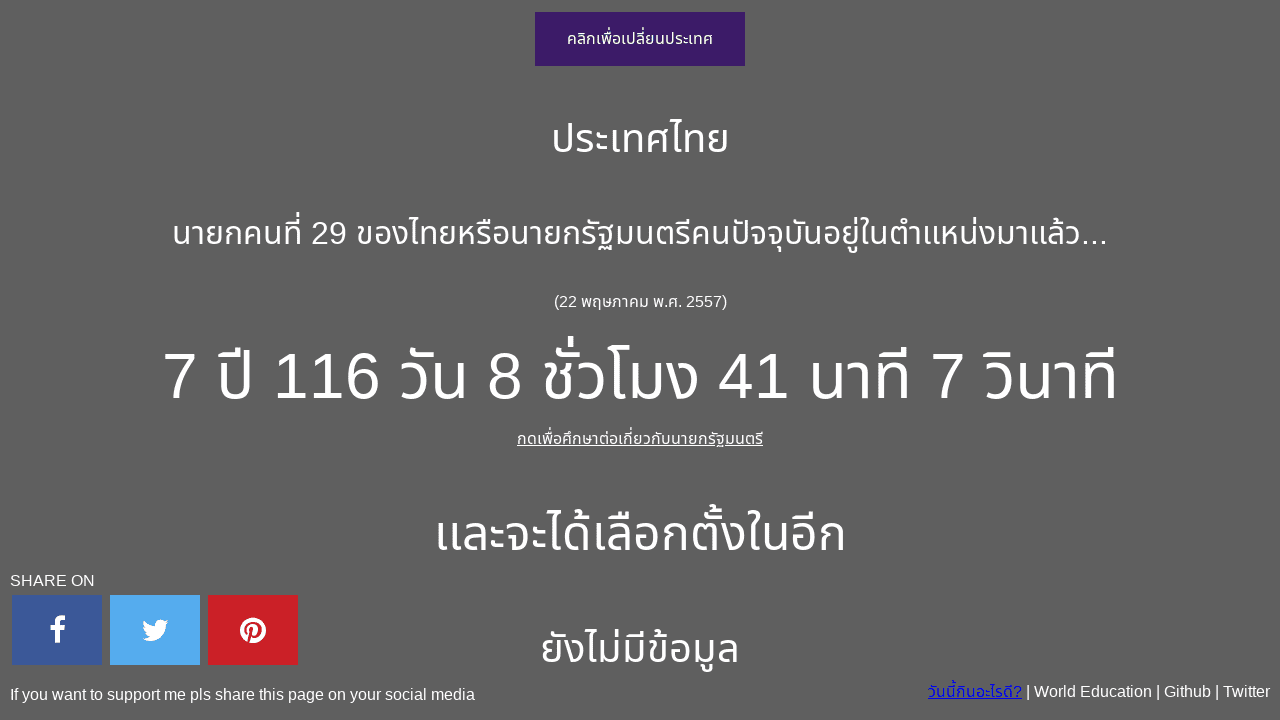 คลิกเพื่อเปลี่ยนประเทศ
ประเทศไทย
นายกคนที่ 29 ของไทยหรือนายกรัฐมนตรีคนปัจจุบันอยู่ในตำแหน่งมาแล้ว...
(22 พฤษภาคม พ.ศ. 2557)
7 ปี 116 วัน 8 ชั่วโมง 41 นาที 7 วินาที
กดเพื่อศึกษาต่อเกี่ยวกับนายกรัฐมนตรี
และจะได้เลือกตั้งในอีก
ยังไม่มีข้อมูล
SHARE ON
If you want to support me pls share this page on your social media
วันนี้กินอะไรดี? | World Education | Github | Twitter